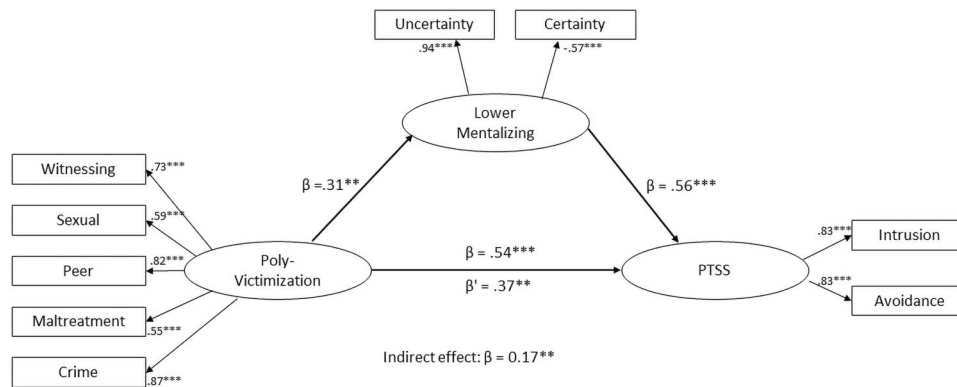 Uncertainty
Certainty
.94***
-.57***
Lower
Mentalizing
Witnessing
.73***
β =.31**
β = .56***
Sexual
.59***
Peer
.82***
Poly-
Victimization
β = .54***
β' = .37**
PTSS
.83***
Intrusion
.83***
Avoidance
Maltreatment
.55***
Crime
.87***
Indirect effect: β = 0.17**